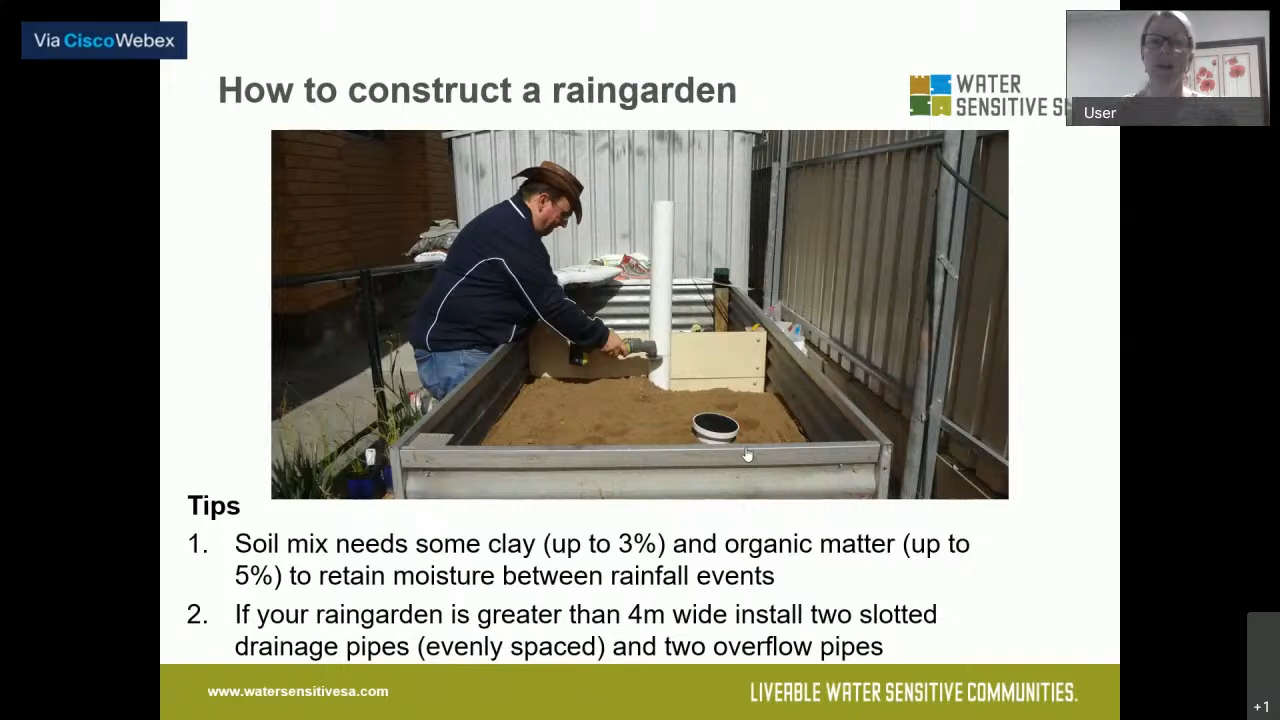 Via Cisco Webex
How to construct a raingarden
WATER
SENSITIVE
User
Tips
1. Soil mix needs some clay (up to 3%) and organic matter (up to
5%) to retain moisture between rainfall events
2. If your raingarden is greater than 4m wide install two slotted
drainage pipes (evenly spaced) and two overflow pipes
www.watersensitivesa.com
LIVEABLE WATER SENSITIVE COMMUNITIES.
+1